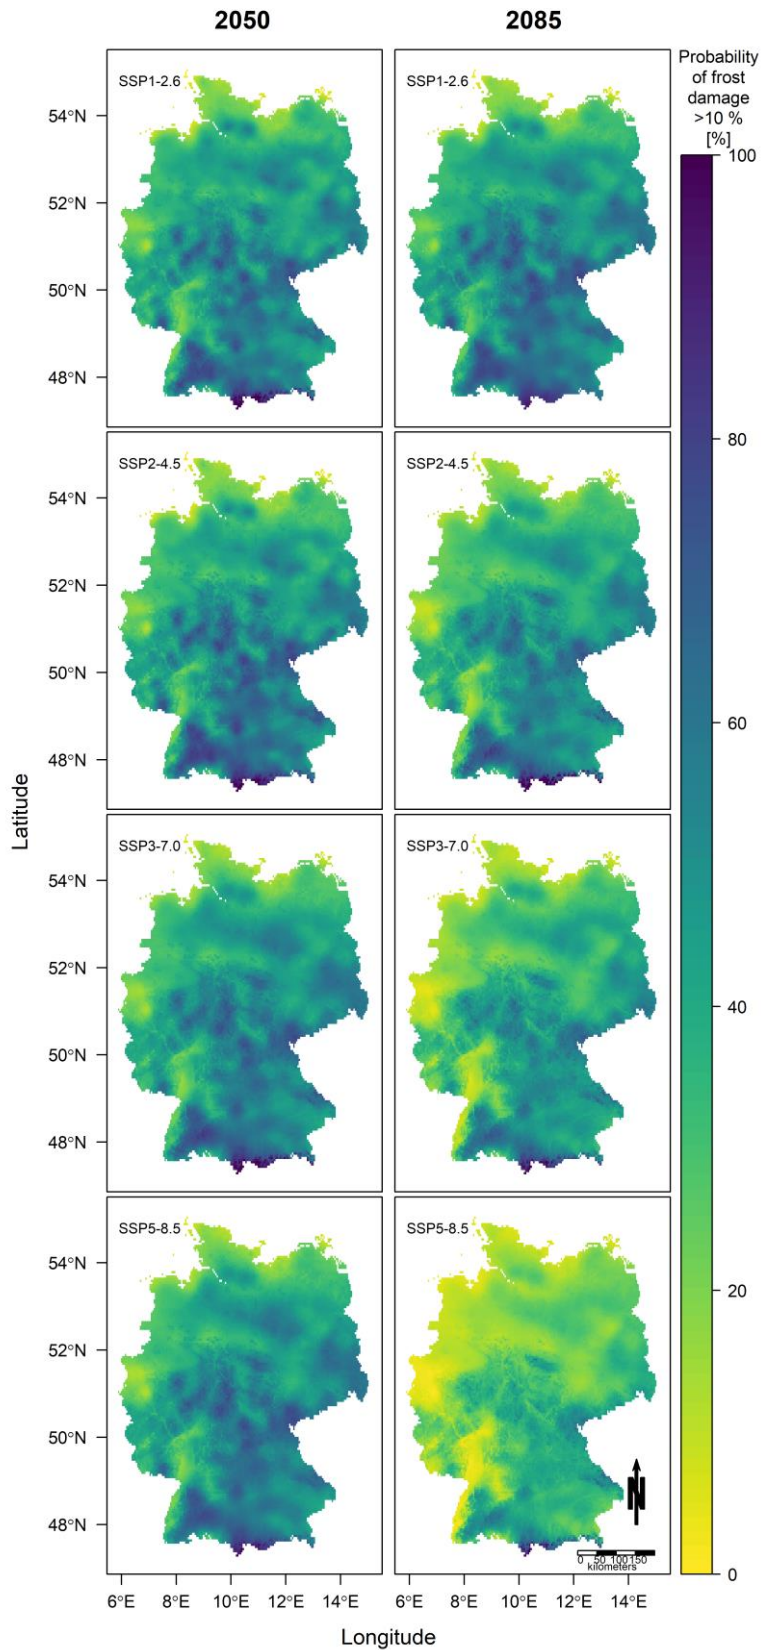 2050
2085
Probability
of frost
damage
>10 %
[%]
SSP1-2.6
SSP1-2.6
54°N
52°N
50°N
48°N
100
80
60
40
20
0
SSP2-4.5
SSP2-4.5
54°N
52°N
50°N
48°N
Latitude
SSP3-7.0
SSP3-7.0
54°N
52°N
50°N
48°N
SSP5-8.5
SSP5-8.5
54°N
52°N
50°N
48°N
N
0 50 100 150
kilometers
6°E 8°E 10°E 12°E 14°E
6°E 8°E 10°E 12°E 14°E
Longitude